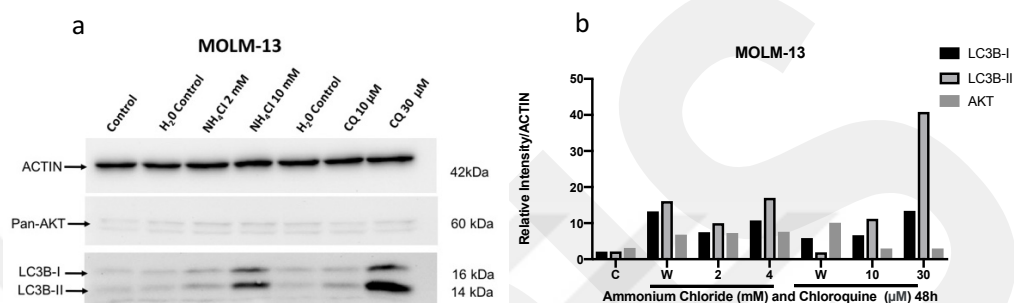 a
MOLM-13
Control
H₂0 Control
NH₄Cl 2 mM
NH₄Cl 10 mM
H₂0 Control
CQ 10 µM
CQ 30 µM
ACTIN
42kDa
Pan-AKT
60 kDa
LC3B-I
16 kDa
LC3B-II
14 kDa
b
MOLM-13
LC3B-I
LC3B-II
AKT
Relative Intensity/ACTIN
50
40
30
20
10
0
C W 2 4 W 10 30
Ammonium Chloride (mM) and Chloroquine (µM) 48h